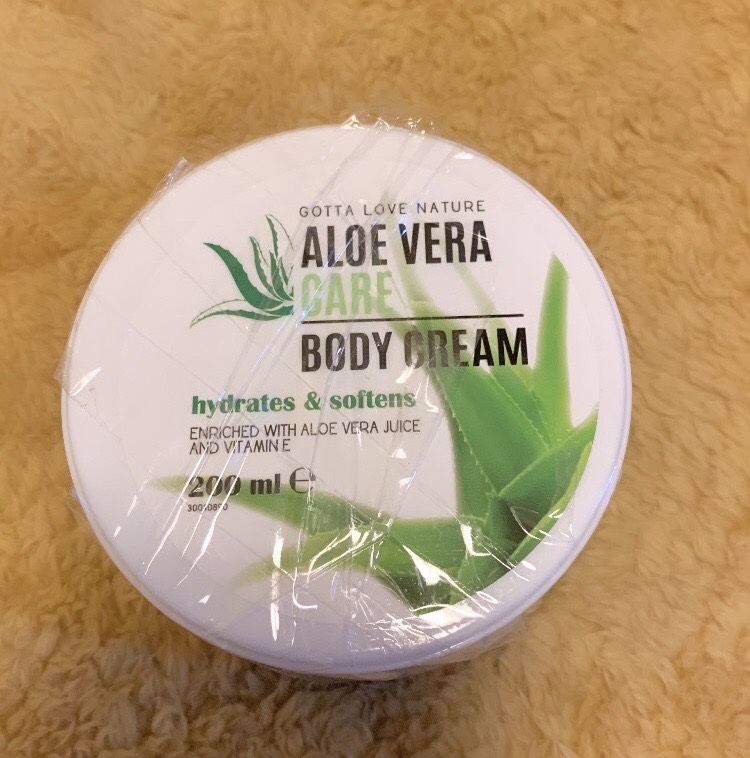 GOTTA LOVE NATURE
ALOE VERA
CARE
BODY CREAM
hydrates & softens
ENRICHED WITH ALOE VERA JUICE
AND VITAMIN E
200 ml ℮